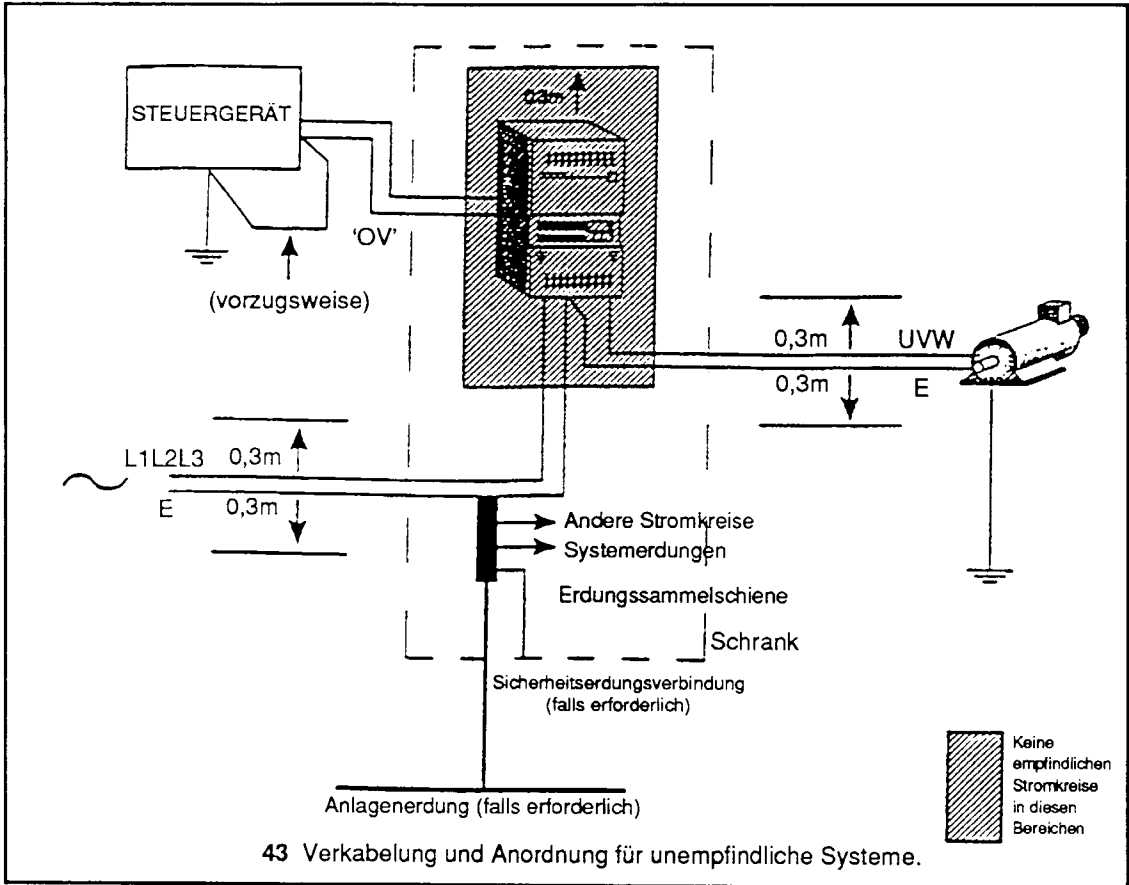 0.3m
STEUERGERÄT
'OV'
(vorzugsweise)
0,3m UVW
0,3m E
L1L2L3 0,3m
E 0,3m
Andere Stromkreise
Systemerdungen
Erdungssammelschiene
Schrank
Sicherheitserdungsverbindung
(falls erforderlich)
Anlagenerdung (falls erforderlich)
Keine
empfindlichen
Stromkreise
in diesen
Bereichen
43 Verkabelung und Anordnung für unempfindliche Systeme.